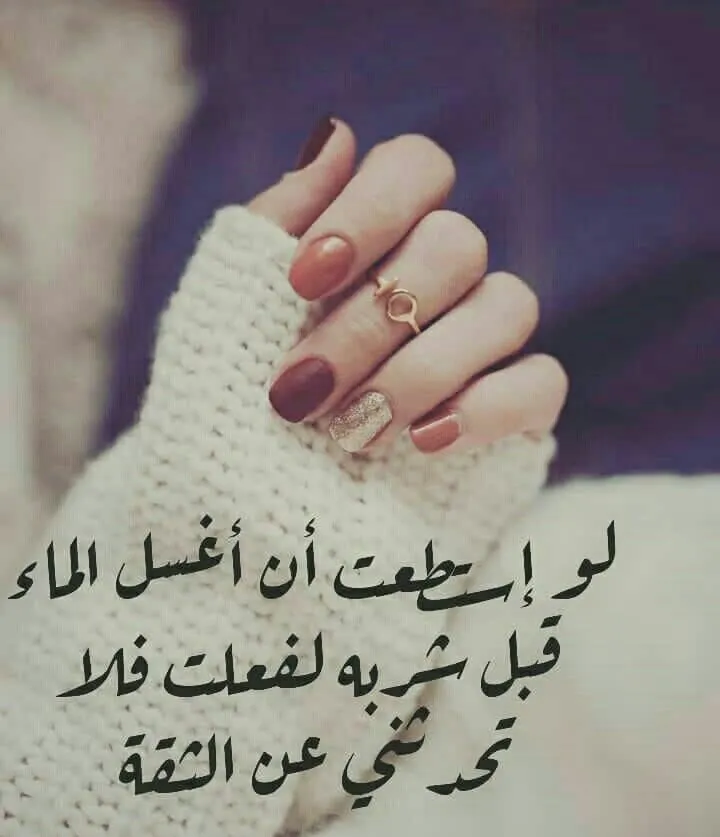 لو إستطعت أن أغسل الماء
قبل شربه لفعلت فلا
تحدثني عن الثقة